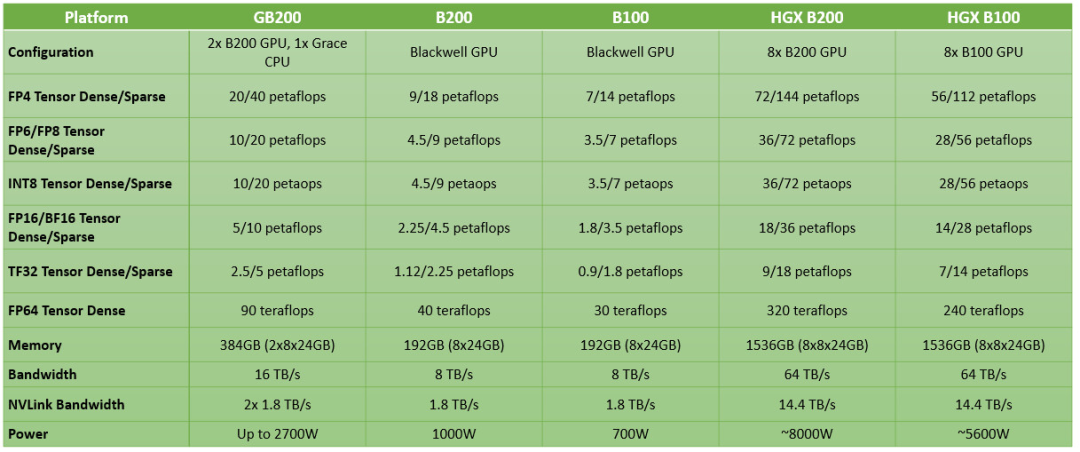 Platform GB200 B200 B100 HGX B200 HGX B100
Configuration 2x B200 GPU, 1x Grace CPU Blackwell GPU Blackwell GPU 8x B200 GPU 8x B100 GPU
FP4 Tensor Dense/Sparse 20/40 petaflops 9/18 petaflops 7/14 petaflops 72/144 petaflops 56/112 petaflops
FP6/FP8 Tensor Dense/Sparse 10/20 petaflops 4.5/9 petaflops 3.5/7 petaflops 36/72 petaflops 28/56 petaflops
INT8 Tensor Dense/Sparse 10/20 petaops 4.5/9 petaops 3.5/7 petaops 36/72 petaops 28/56 petaops
FP16/BF16 Tensor Dense/Sparse 5/10 petaflops 2.25/4.5 petaflops 1.8/3.5 petaflops 18/36 petaflops 14/28 petaflops
TF32 Tensor Dense/Sparse 2.5/5 petaflops 1.12/2.25 petaflops 0.9/1.8 petaflops 9/18 petaflops 7/14 petaflops
FP64 Tensor Dense 90 teraflops 40 teraflops 30 teraflops 320 teraflops 240 teraflops
Memory 384GB (2x8x24GB) 192GB (8x24GB) 192GB (8x24GB) 1536GB (8x8x24GB) 1536GB (8x8x24GB)
Bandwidth 16 TB/s 8 TB/s 8 TB/s 64 TB/s 64 TB/s
NVLink Bandwidth 2x 1.8 TB/s 1.8 TB/s 1.8 TB/s 14.4 TB/s 14.4 TB/s
Power Up to 2700W 1000W 700W ~8000W ~5600W